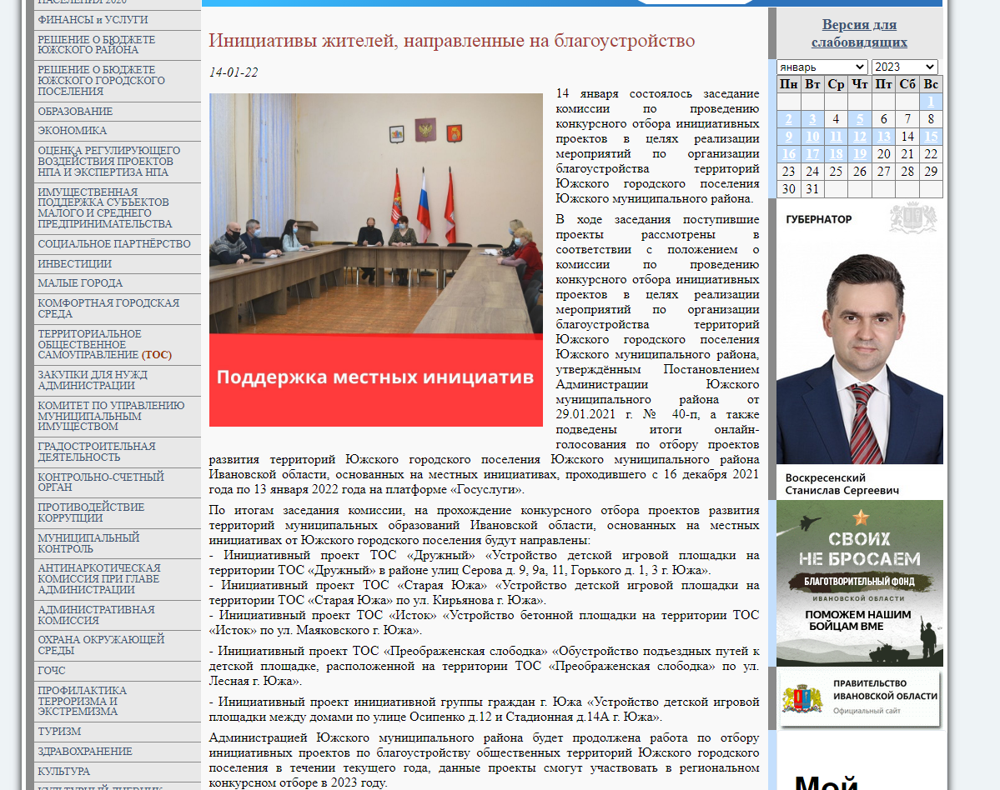 НАСЕЛЕНИЯ 2020
ФИНАНСЫ и УСЛУГИ
РЕШЕНИЕ О БЮДЖЕТЕ
ЮЖСКОГО РАЙОНА
РЕШЕНИЕ О БЮДЖЕТЕ
ЮЖСКОГО ГОРОДСКОГО
ПОСЕЛЕНИЯ
ОБРАЗОВАНИЕ
ЭКОНОМИКА
ОЦЕНКА РЕГУЛИРУЮЩЕГО
ВОЗДЕЙСТВИЯ ПРОЕКТОВ
НПА И ЭКСПЕРТИЗА НПА
ИМУЩЕСТВЕННАЯ
ПОДДЕРЖКА СУБЪЕКТОВ
МАЛОГО И СРЕДНЕГО
ПРЕДПРИНИМАТЕЛЬСТВА
СОЦИАЛЬНОЕ ПАРТНЁРСТВО
ИНВЕСТИЦИИ
МАЛЫЕ ГОРОДА
КОМФОРТНАЯ ГОРОДСКАЯ
СРЕДА
ТЕРРИТОРИАЛЬНОЕ
ОБЩЕСТВЕННОЕ
САМОУПРАВЛЕНИЕ (ТОС)
ЗАКУПКИ ДЛЯ НУЖД
АДМИНИСТРАЦИИ
КОМИТЕТ ПО УПРАВЛЕНИЮ
МУНИЦИПАЛЬНЫМ
ИМУЩЕСТВОМ
ГРАДОСТРОИТЕЛЬНАЯ
ДЕЯТЕЛЬНОСТЬ
КОНТРОЛЬНО-СЧЕТНЫЙ
ОРГАН
ПРОТИВОДЕЙСТВИЕ
КОРРУПЦИИ
МУНИЦИПАЛЬНЫЙ
КОНТРОЛЬ
АНТИНАРКОТИЧЕСКАЯ
КОМИССИЯ ПРИ ГЛАВЕ
АДМИНИСТРАЦИИ
АДМИНИСТРАТИВНАЯ
КОМИССИЯ
ОХРАНА ОКРУЖАЮЩЕЙ
СРЕДЫ
ГОЧС
ПРОФИЛАКТИКА
ТЕРРОРИЗМА И
ЭКСТРЕМИЗМА
ТУРИЗМ
ЗДРАВОХРАНЕНИЕ
КУЛЬТУРА
КУЛЬТУРНЫЙ ДНЕВНИК
Инициативы жителей, направленные на благоустройство
14-01-22
Поддержка местных инициатив
14 января состоялось заседание
комиссии по проведению
конкурсного отбора инициативных
проектов в целях реализации
мероприятий по организации
благоустройства территорий
Южского городского поселения
Южского муниципального района.
В ходе заседания поступившие
проекты рассмотрены в
соответствии с положением о
комиссии по проведению
конкурсного отбора инициативных
проектов в целях реализации
мероприятий по организации
благоустройства территорий
Южского городского поселения
Южского муниципального района,
утверждённым Постановлением
Администрации Южского
муниципального района от
29.01.2021 г. № 40-п, а также
подведены итоги онлайн-
голосования по отбору проектов
развития территорий Южского городского поселения Южского муниципального района
Ивановской области, основанных на местных инициативах, проходившего с 16 декабря 2021
года по 13 января 2022 года на платформе «Госуслуги».
По итогам заседания комиссии, на прохождение конкурсного отбора проектов развития
территорий муниципальных образований Ивановской области, основанных на местных
инициативах от Южского городского поселения будут направлены:
- Инициативный проект ТОС «Дружный» «Устройство детской игровой площадки на
территории ТОС «Дружный» в районе улиц Серова д. 9, 9а, 11, Горького д. 1, 3 г. Южа».
- Инициативный проект ТОС «Старая Южа» «Устройство детской игровой площадки на
территории ТОС «Старая Южа» по ул. Кирьянова г. Южа».
- Инициативный проект ТОС «Исток» «Устройство бетонной площадки на территории ТОС
«Исток» по ул. Маяковского г. Южа».
- Инициативный проект ТОС «Преображенская слободка» «Обустройство подьездных путей к
детской площадке, расположенной на территории ТОС «Преображенская слободка» по ул.
Лесная г. Южа».
- Инициативный проект инициативной группы граждан г. Южа «Устройство детской игровой
площадки между домами по улице Осипенко д.12 и Стадионная д.14А г. Южа».
Администрацией Южского муниципального района будет продолжена работа по отбору
инициативных проектов по благоустройству общественных территорий Южского городского
поселения в течении текущего года, данные проекты смогут участвовать в региональном
конкурсном отборе в 2023 году.
Версия для
слабовидящих
январь 2023
Пн Вт Ср Чт Пт Сб Вс
1
2 3 4 5 6 7 8
9 10 11 12 13 14 15
16 17 18 19 20 21 22
23 24 25 26 27 28 29
30 31
ГУБЕРНАТОР
Воскресенский
Станислав Сергеевич
СВОИХ
НЕ БРОСАЕМ
БЛАГОТВОРИТЕЛЬНЫЙ ФОНД
ИВАНОВСКОЙ ОБЛАСТИ
ПОМОЖЕМ НАШИМ
БОЙЦАМ ВМЕ
ПРАВИТЕЛЬСТВО
ИВАНОВСКОЙ ОБЛАСТИ
Официальный сайт
Мой